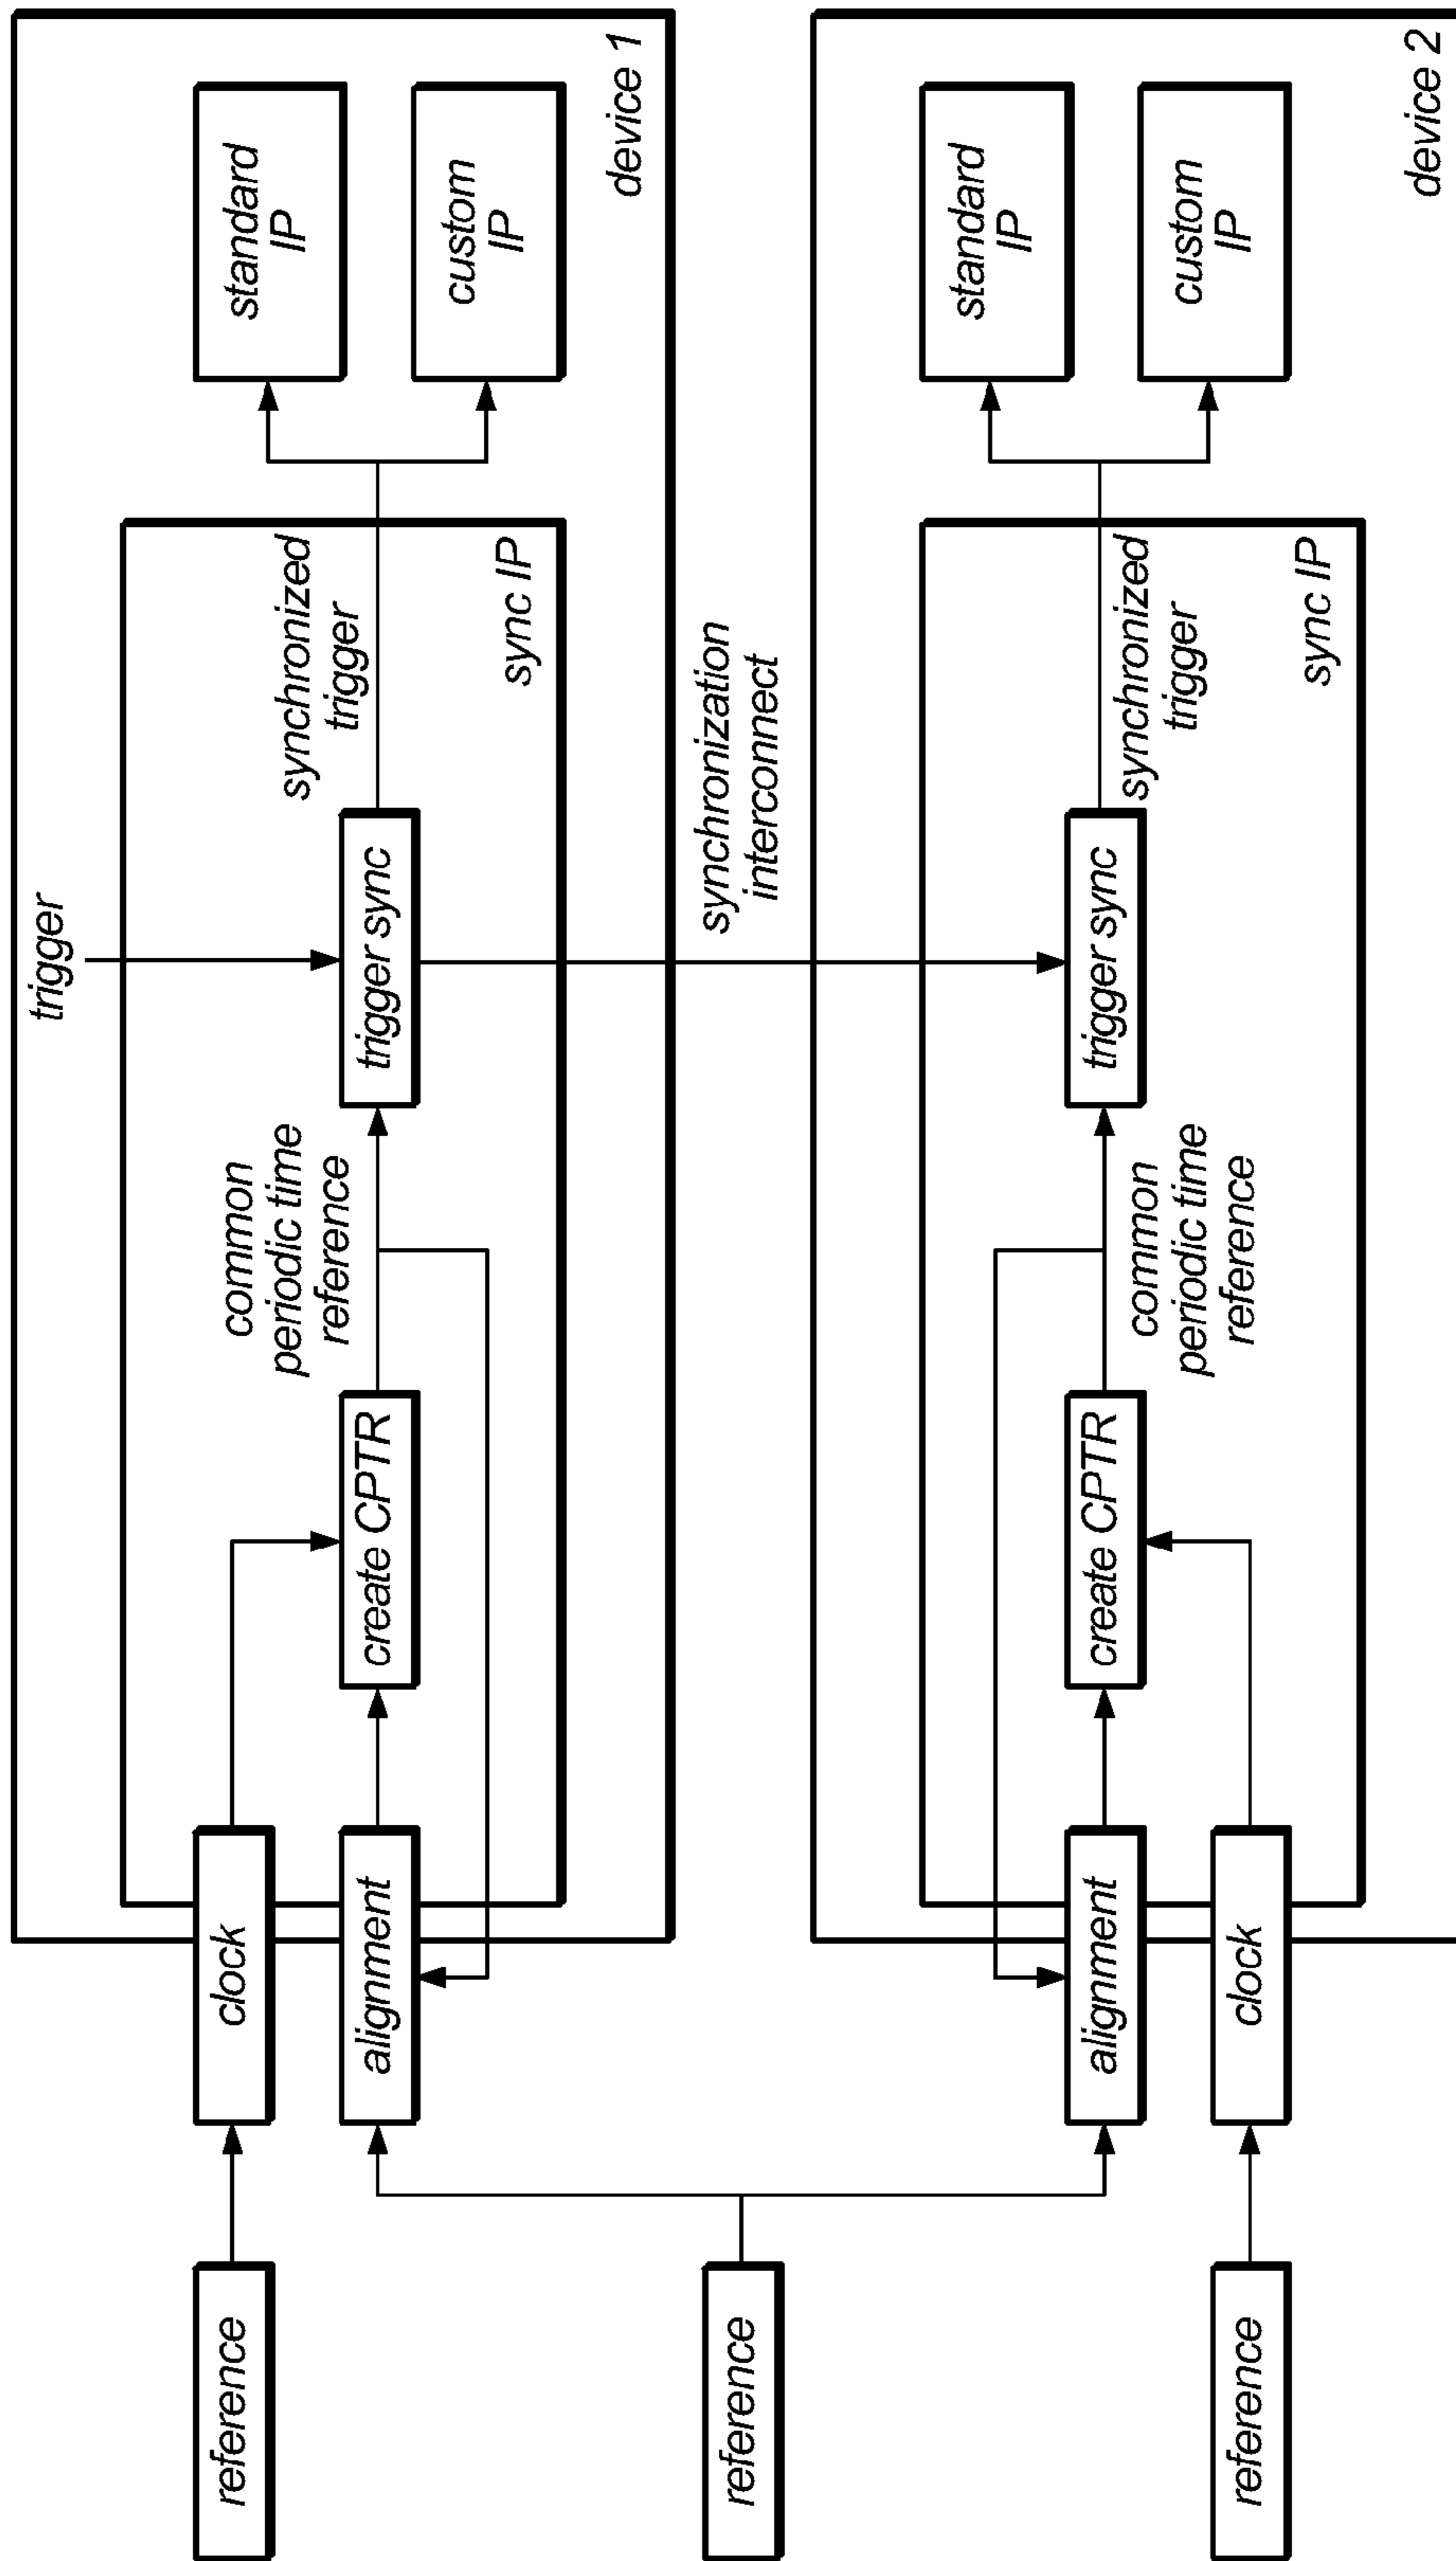 trigger
reference
clock
alignment
create CPTR
common
periodic time
reference
trigger sync
synchronized
trigger
sync IP
standard
IP
custom
IP
device 1
reference
synchronization
interconnect
alignment
clock
reference
create CPTR
common
periodic time
reference
trigger sync
synchronized
trigger
sync IP
standard
IP
custom
IP
device 2